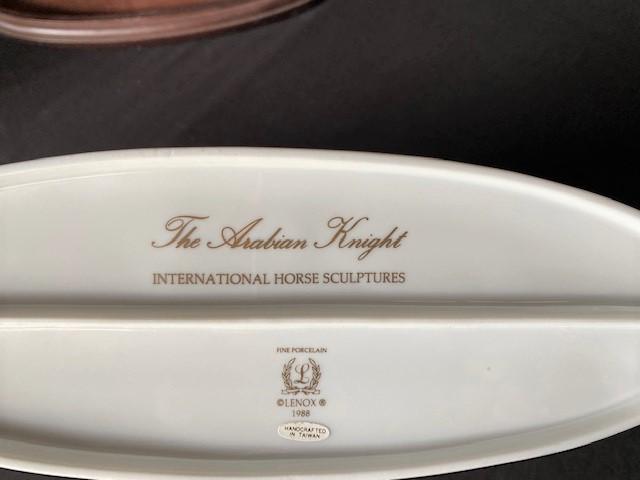 The Arabian Knight
INTERNATIONAL HORSE SCULPTURES
FINE PORCELAIN
L
©LENOX®
1988
HANDCRAFTED
IN TAIWAN